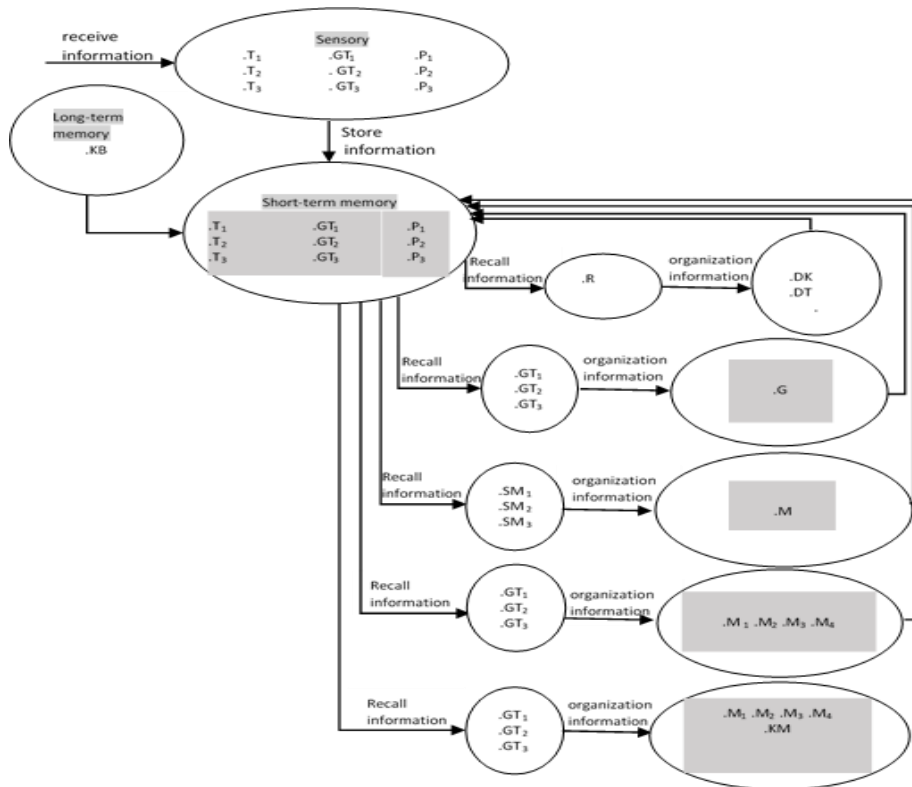 receive
information
Sensory
.T₁ .GT₁ .P₁
.T₂ . GT₂ .P₂
.T₃ . GT₃ .P₃
Long-term
memory
.KB
Store
information
Short-term memory
.T₁ .GT₁ .P₁
.T₂ .GT₂ .P₂
.T₃ .GT₃ .P₃
Recall
information
.R
organization
information
.DK
.DT
.
Recall
information
.GT₁
.GT₂
.GT₃
organization
information
.G
Recall
information
.SM₁
.SM₂
.SM₃
organization
information
.M
Recall
information
.GT₁
.GT₂
.GT₃
organization
information
.M₁ .M₂ .M₃ .M₄
Recall
information
.GT₁
.GT₂
.GT₃
organization
information
.M₁ .M₂ .M₃ .M₄
.KM